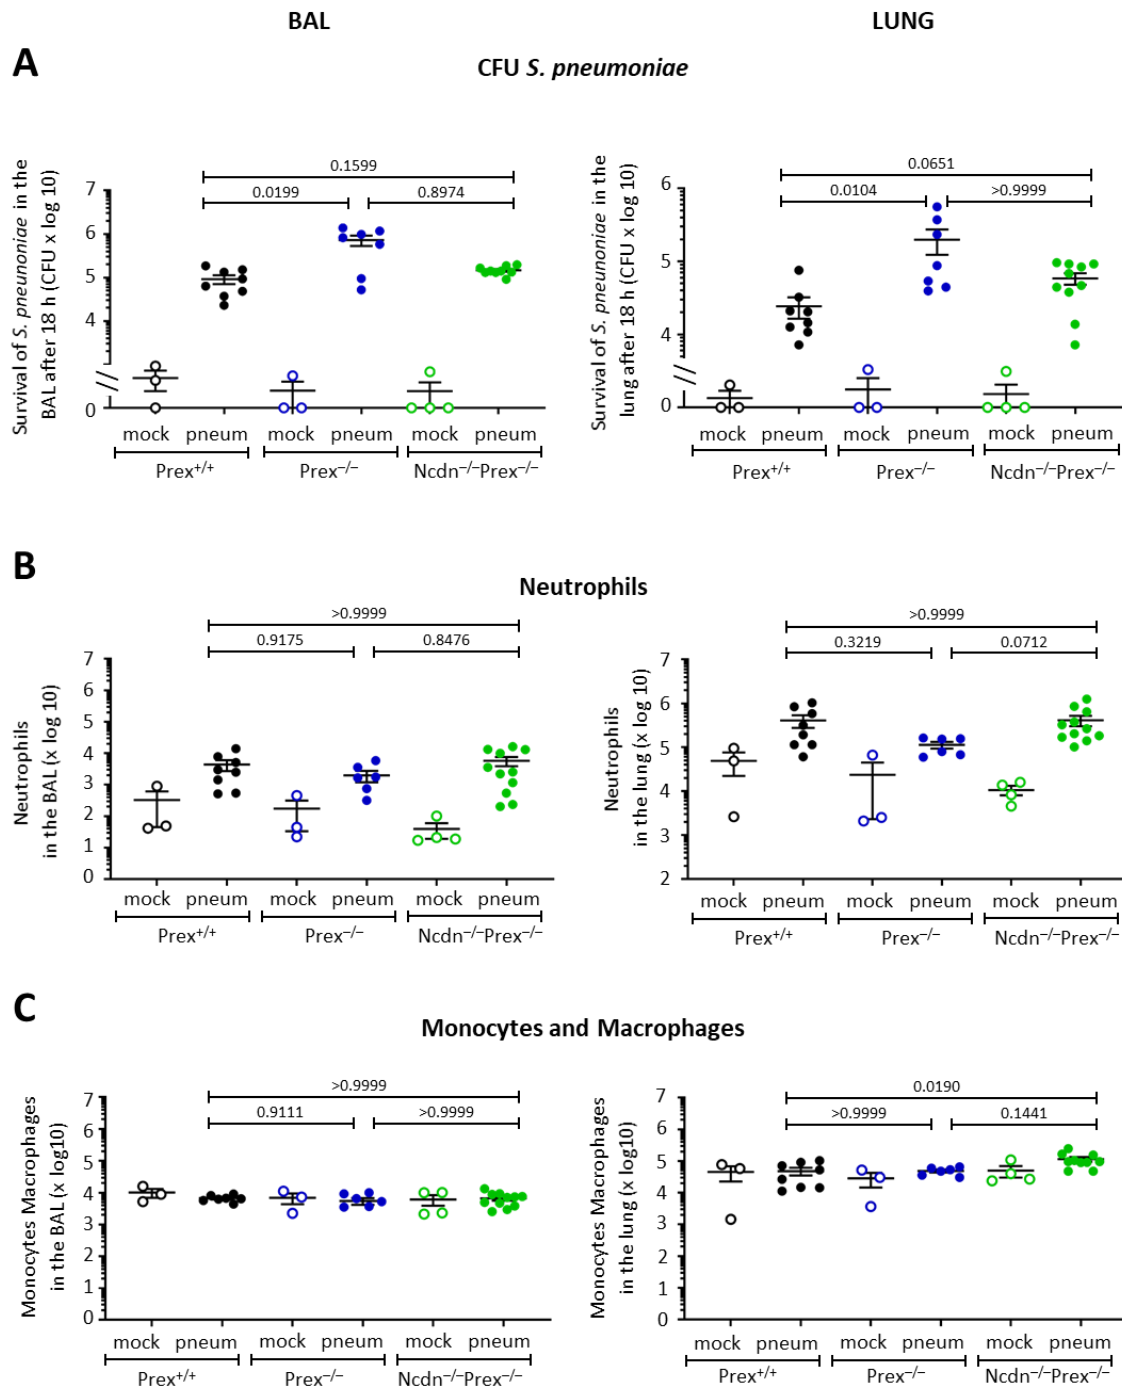 BAL LUNG
A
CFU S. pneumoniae
Survival of S. pneunoniae in the
BAL after 18 h (CFU x log 10)
0.1599
0.0199 0.8974
7
6
5
4
0
mock pneum mock pneum mock pneum
Prex+/+ Prex−/− Ncdn−/−Prex−/−
Survival of S. pneunoniae in the
lung after 18 h (CFU x log 10)
0.0651
0.0104 >0.9999
6
5
4
0
mock pneum mock pneum mock pneum
Prex+/+ Prex−/− Ncdn−/−Prex−/−
B
Neutrophils
Neutrophils
in the BAL (x log 10)
>0.9999
0.9175 0.8476
7
6
5
4
3
2
1
0
mock pneum mock pneum mock pneum
Prex+/+ Prex−/− Ncdn−/−Prex−/−
Neutrophils
in the lung (x log 10)
>0.9999
0.3219 0.0712
7
6
5
4
3
2
mock pneum mock pneum mock pneum
Prex+/+ Prex−/− Ncdn−/−Prex−/−
C
Monocytes and Macrophages
Monocytes Macrophages
in the BAL (x log10)
>0.9999
0.9111 >0.9999
7
6
5
4
3
2
1
0
mock pneum mock pneum mock pneum
Prex+/+ Prex−/− Ncdn−/−Prex−/−
Monocytes Macrophages
in the lung (x log10)
0.0190
>0.9999 0.1441
7
6
5
4
3
2
1
0
mock pneum mock pneum mock pneum
Prex+/+ Prex−/− Ncdn−/−Prex−/−